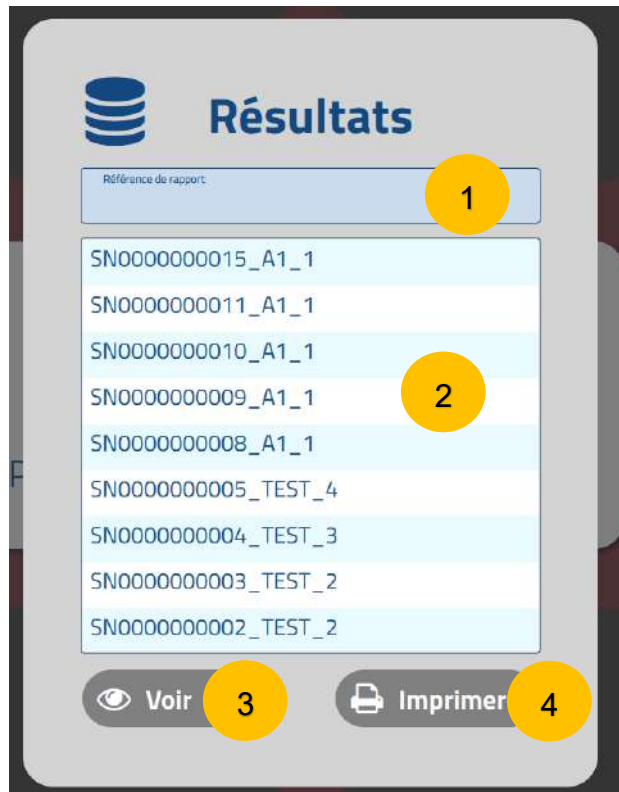 Résultats
Référence de rapport
1
SN0000000015_A1_1
SN0000000011_A1_1
SN0000000010_A1_1
SN0000000009_A1_1
2
SN0000000008_A1_1
SN0000000005_TEST_4
SN0000000004_TEST_3
SN0000000003_TEST_2
SN0000000002_TEST_2
Voir 3 Imprimer 4
P